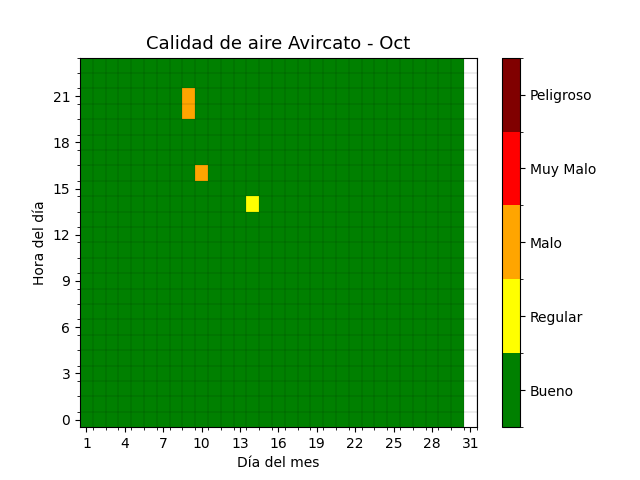 Calidad de aire Avircato - Oct
Hora del día
21
18
15
12
9
6
3
0
1 4 7 10 13 16 19 22 25 28 31
Día del mes
Peligroso
Muy Malo
Malo
Regular
Bueno